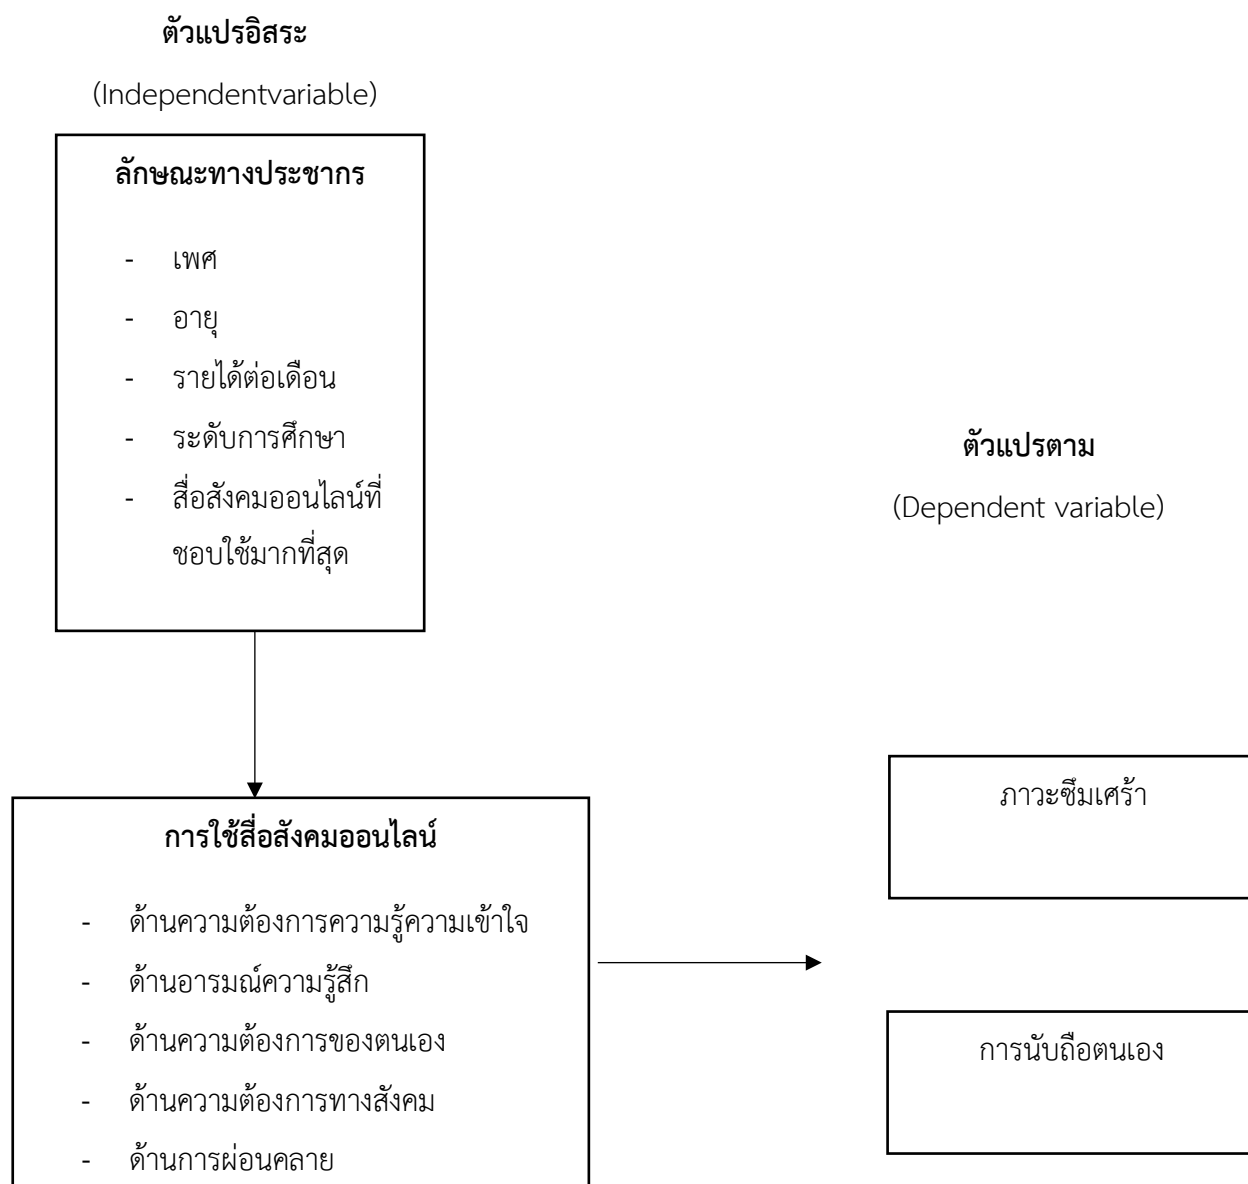 ตัวแปรอิสระ
(Independentvariable)
ลักษณะทางประชากร
- เพศ
- อายุ
- รายได้ต่อเดือน
- ระดับการศึกษา
- สื่อสังคมออนไลน์ที่
ชอบใช้มากที่สุด
ตัวแปรตาม
(Dependent variable)
การใช้สื่อสังคมออนไลน์
- ด้านความต้องการความรู้ความเข้าใจ
- ด้านอารมณ์ความรู้สึก
- ด้านความต้องการของตนเอง
- ด้านความต้องการทางสังคม
- ด้านการผ่อนคลาย
ภาวะซึมเศร้า
การนับถือตนเอง